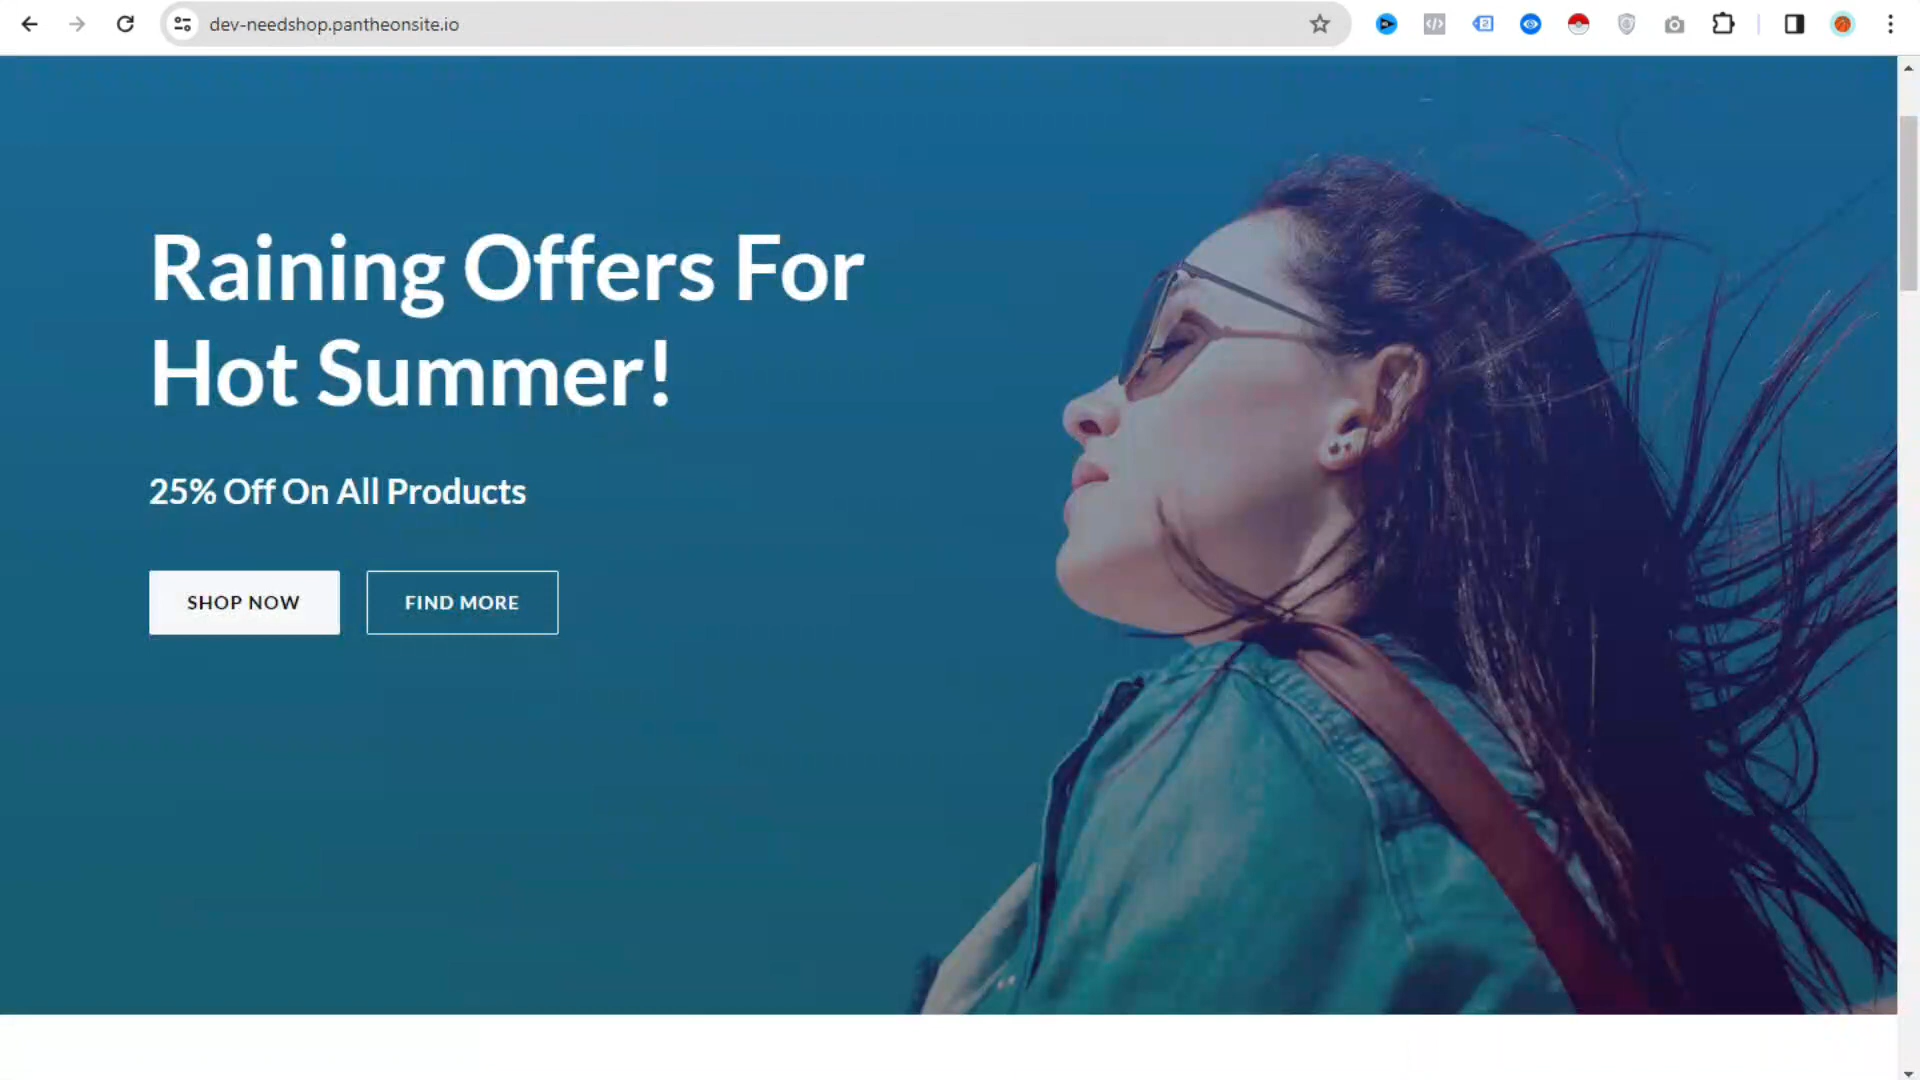 dev-needshop.pantheonsite.io
Raining Offers For
Hot Summer!
25% Off On All Products
SHOP NOW
FIND MORE